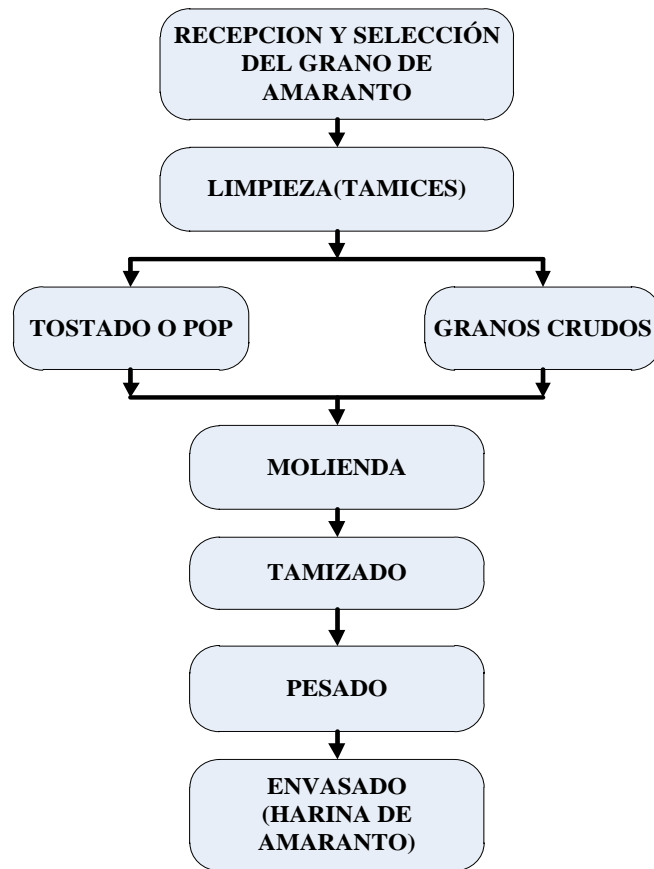 RECEPCION Y SELECCIÓN
DEL GRANO DE
AMARANTO
LIMPIEZA(TAMICES)
TOSTADO O POP
GRANOS CRUDOS
MOLIENDA
TAMIZADO
PESADO
ENVASADO
(HARINA DE
AMARANTO)